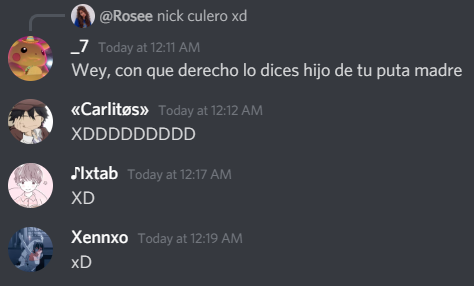 @Rosee nick culero xd
_7 Today at 12:11 AM
Wey, con que derecho lo dices hijo de tu puta madre
«Carlitøs» Today at 12:12 AM
XDDDDDDDDD
♪Ixtab Today at 12:17 AM
XD
Xennxo Today at 12:19 AM
xD